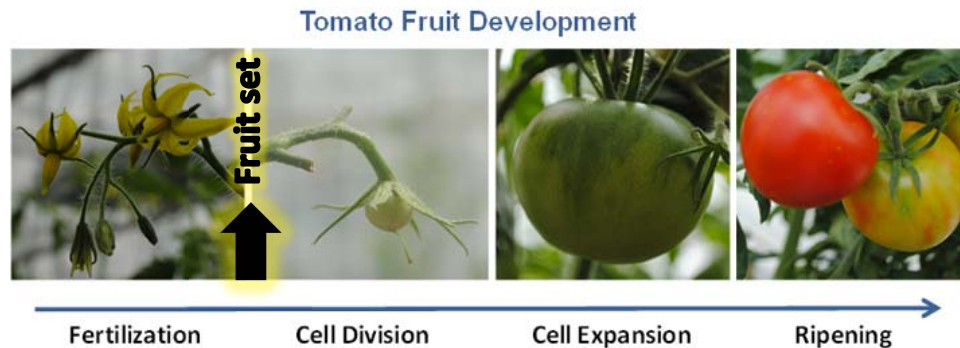 Tomato Fruit Development
Fruit set
Fertilization
Cell Division
Cell Expansion
Ripening